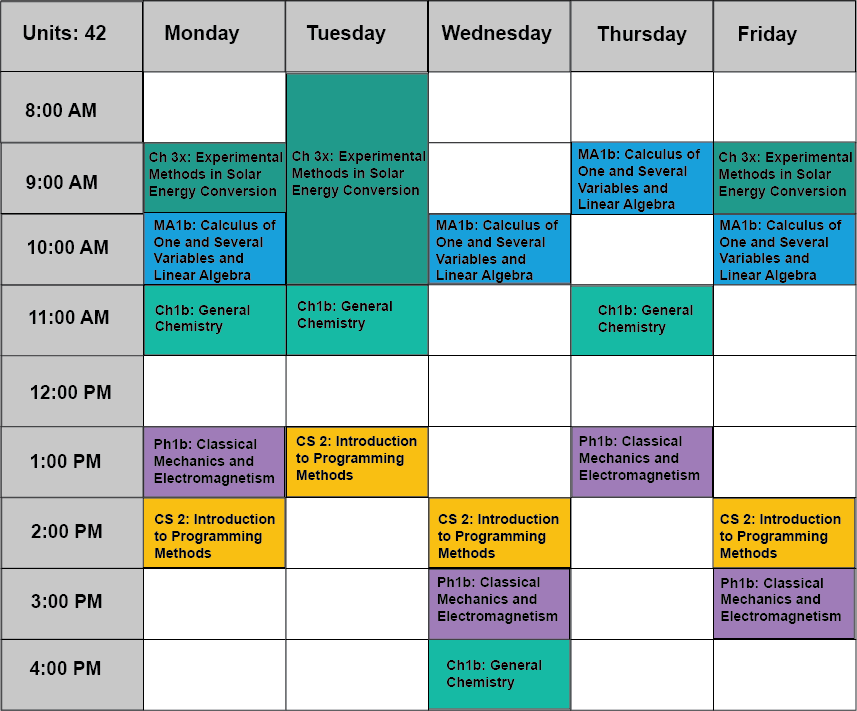 Units: 42 Monday Tuesday Wednesday Thursday Friday
8:00 AM
9:00 AM
Ch 3x: Experimental
Methods in Solar
Energy Conversion
Ch 3x: Experimental
Methods in Solar
Energy Conversion
MA1b: Calculus of
One and Several
Variables and
Linear Algebra
Ch 3x: Experimental
Methods in Solar
Energy Conversion
10:00 AM
MA1b: Calculus of
One and Several
Variables and
Linear Algebra
MA1b: Calculus of
One and Several
Variables and
Linear Algebra
MA1b: Calculus of
One and Several
Variables and
Linear Algebra
11:00 AM
Ch1b: General
Chemistry
Ch1b: General
Chemistry
Ch1b: General
Chemistry
12:00 PM
1:00 PM
Ph1b: Classical
Mechanics and
Electromagnetism
CS 2: Introduction
to Programming
Methods
Ph1b: Classical
Mechanics and
Electromagnetism
2:00 PM
CS 2: Introduction
to Programming
Methods
CS 2: Introduction
to Programming
Methods
CS 2: Introduction
to Programming
Methods
3:00 PM
Ph1b: Classical
Mechanics and
Electromagnetism
Ph1b: Classical
Mechanics and
Electromagnetism
4:00 PM
Ch1b: General
Chemistry